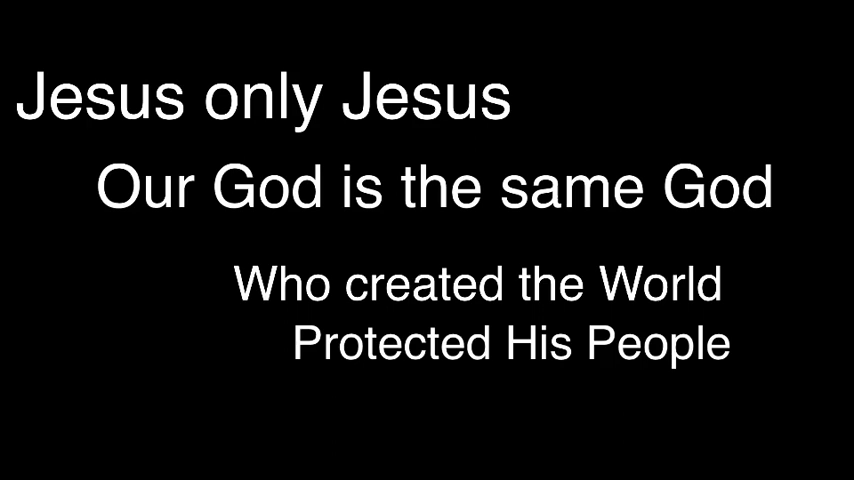 Jesus only Jesus
Our God is the same God
Who created the World
Protected His People